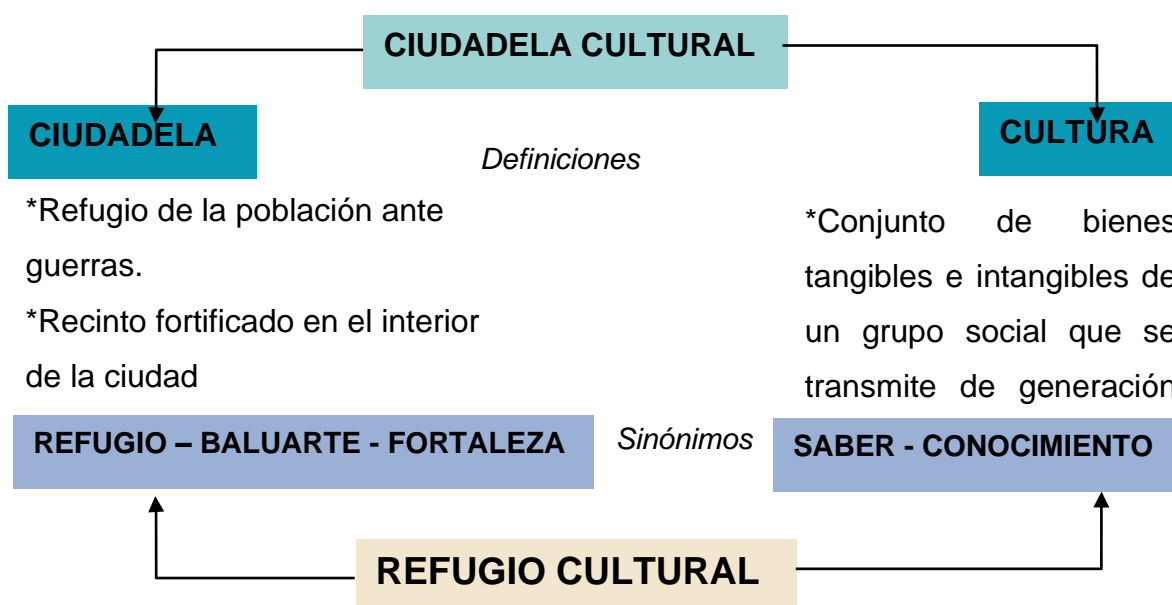 CIUDADELA CULTURAL
CIUDADELA
Definiciones
CULTURA
*Refugio de la población ante
guerras.
*Recinto fortificado en el interior
de la ciudad
*Conjunto de bienes
tangibles e intangibles de
un grupo social que se
transmite de generación
REFUGIO – BALUARTE - FORTALEZA
Sinónimos
SABER - CONOCIMIENTO
REFUGIO CULTURAL